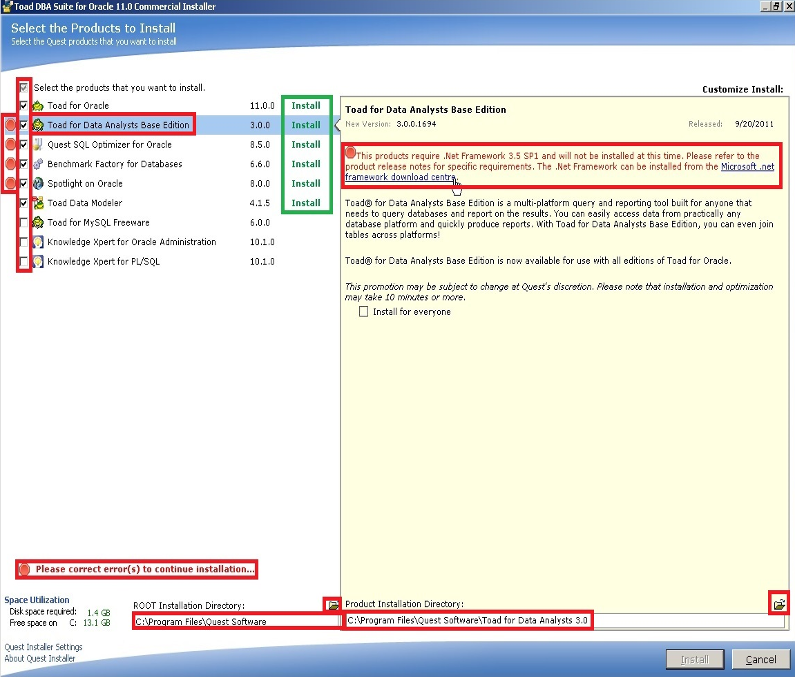 Toad DBA Suite for Oracle 11.0 Commercial Installer
Select the Products to Install
Select the Quest products that you want to install
Select the products that you want to install.
Customize Install:
Toad for Oracle 11.0.0 Install
Toad for Data Analysts Base Edition 3.0.0 Install
Quest SQL Optimizer for Oracle 8.5.0 Install
Benchmark Factory for Databases 6.6.0 Install
Spotlight on Oracle 8.0.0 Install
Toad Data Modeler 4.1.5 Install
Toad for MySQL Freeware 6.0.0
Knowledge Xpert for Oracle Administration 10.1.0
Knowledge Xpert for PL/SQL 10.1.0
Toad for Data Analysts Base Edition
New Version: 3.0.0.1694 Released: 9/20/2011
This products require .Net Framework 3.5 SP1 and will not be installed at this time. Please refer to the
product release notes for specific requirements. The .Net Framework can be installed from the Microsoft .net
framework download centre.
Toad® for Data Analysts Base Edition is a multi-platform query and reporting tool built for anyone that
needs to query databases and report on the results. You can easily access data from practically any
database platform and quickly produce reports. With Toad for Data Analysts Base Edition, you can even join
tables across platforms!
Toad® for Data Analysts Base Edition is now available for use with all editions of Toad for Oracle.
This promotion may be subject to change at Quest's discretion. Please note that installation and optimization
may take 10 minutes or more.
Install for everyone
Please correct error(s) to continue installation...
Space Utilization
Disk space required: 1.4 GB
Free space on C: 13.1 GB
ROOT Installation Directory:
C:\Program Files\Quest Software
Product Installation Directory:
C:\Program Files\Quest Software\Toad for Data Analysts 3.0
Quest Installer Settings
About Quest Installer
Install
Cancel